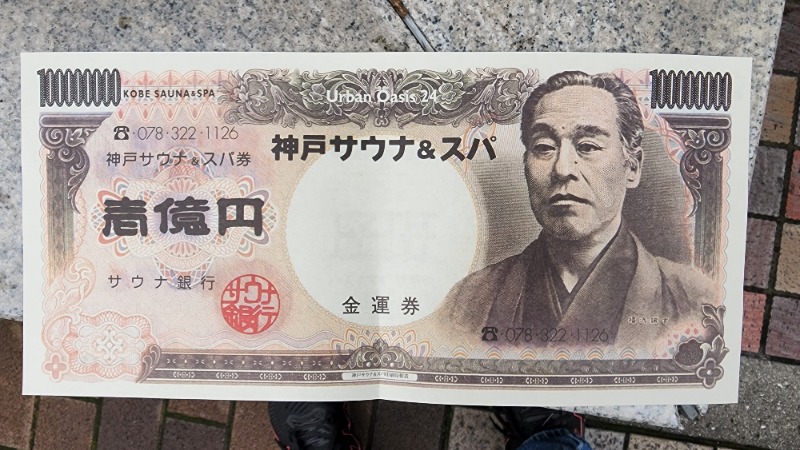 100000000
KOBE SAUNA&SPA
Urban Oasis 24
100000000
☎・078・322・1126
神戸サウナ&スパ券
神戸サウナ&スパ
壱億円
サウナ銀行
サウナ
銀行
金運券
☎・078・322・1126